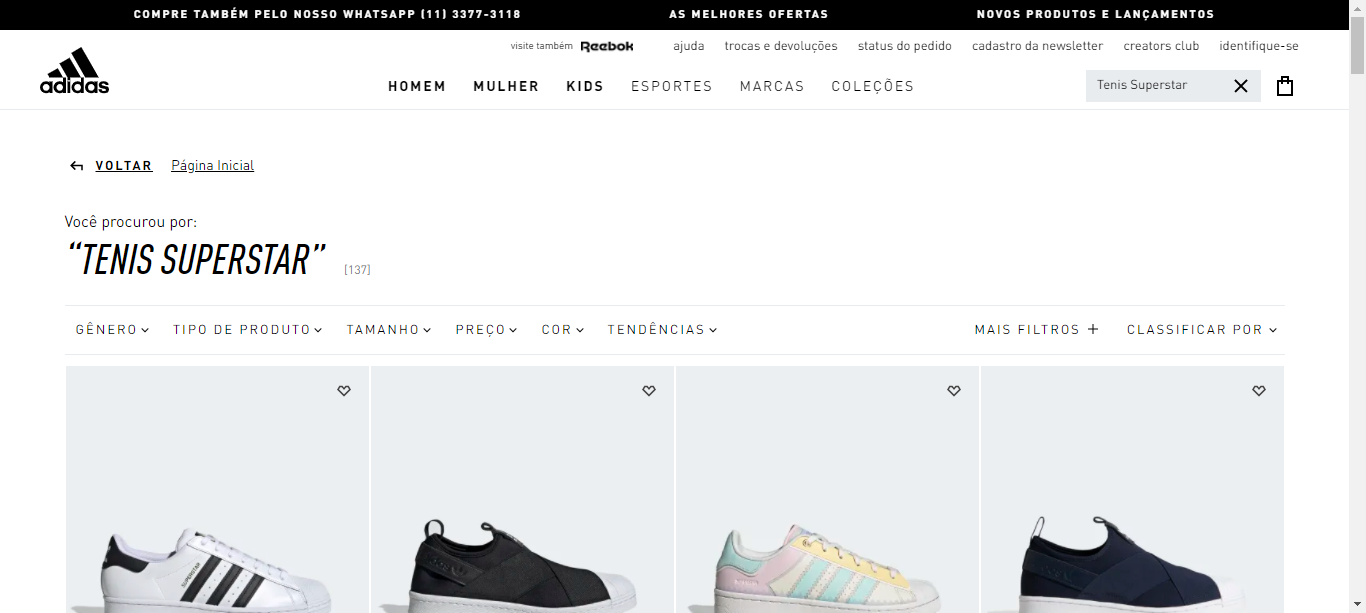 COMPRE TAMBÉM PELO NOSSO WHATSAPP (11) 3377-3118 AS MELHORES OFERTAS NOVOS PRODUTOS E LANÇAMENTOS
visite também Reebok ajuda trocas e devoluções status do pedido cadastro da newsletter creators club identifique-se
adidas
HOMEM MULHER KIDS ESPORTES MARCAS COLEÇÕES Tenis Superstar
VOLTAR Página Inicial
Você procurou por:
“TENIS SUPERSTAR” [137]
GÊNERO TIPO DE PRODUTO TAMANHO PREÇO COR TENDÊNCIAS MAIS FILTROS CLASSIFICAR POR
SUPERSTAR